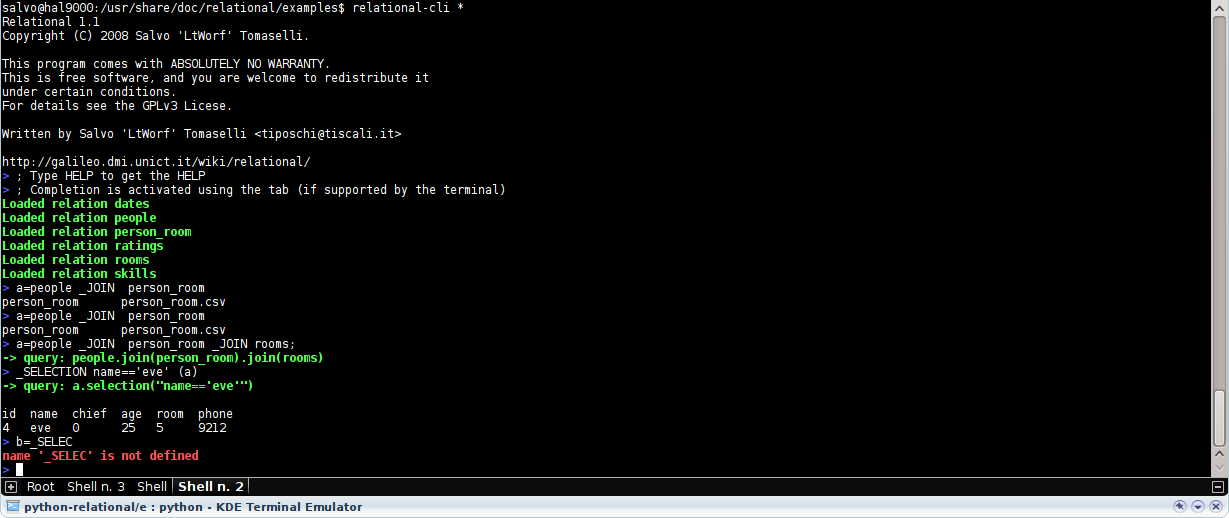 salvo@hal9000:/usr/share/doc/relational/examples$ relational-cli *
Relational 1.1
Copyright (C) 2008 Salvo 'LtWorf' Tomaselli.
This program comes with ABSOLUTELY NO WARRANTY.
This is free software, and you are welcome to redistribute it
under certain conditions.
For details see the GPLv3 Licese.
Written by Salvo 'LtWorf' Tomaselli <tiposchi@tiscali.it>
http://galileo.dmi.unict.it/wiki/relational/
> ; Type HELP to get the HELP
> ; Completion is activated using the tab (if supported by the terminal)
Loaded relation dates
Loaded relation people
Loaded relation person_room
Loaded relation ratings
Loaded relation rooms
Loaded relation skills
> a=people _JOIN  person_room
person_room      person_room.csv
> a=people _JOIN  person_room
person_room      person_room.csv
> a=people _JOIN  person_room _JOIN rooms;
-> query: people.join(person_room).join(rooms)
> _SELECTION name=='eve' (a)
-> query: a.selection("name=='eve'")
id  name  chief  age  room  phone
4   eve   0      25   5     9212
> b=_SELEC
name '_SELEC' is not defined
>
Root Shell n. 3 Shell Shell n. 2
python-relational/e : python - KDE Terminal Emulator